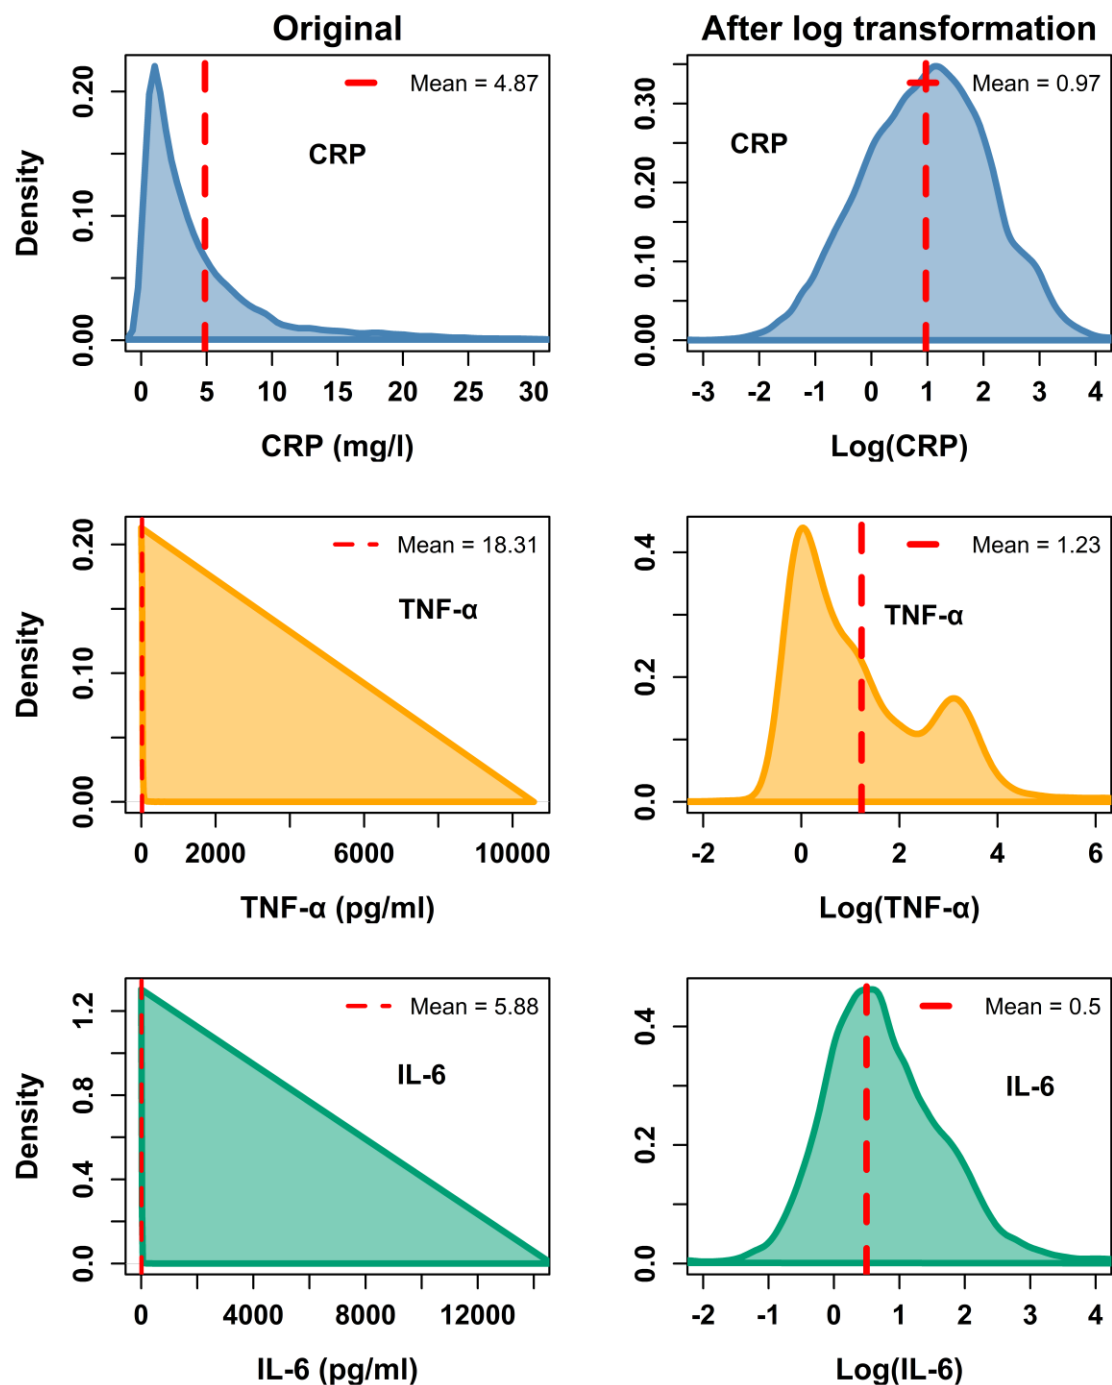 Original
After log transformation
Density
0.00
0.10
0.20
Mean = 4.87
CRP
0 5 10 15 20 25 30
CRP (mg/l)
0.00
0.10
0.20
0.30
Mean = 0.97
CRP
-3 -2 -1 0 1 2 3 4
Log(CRP)
Density
0.00
0.10
0.20
Mean = 18.31
TNF-α
0 2000 6000 10000
TNF-α (pg/ml)
0.0
0.2
0.4
Mean = 1.23
TNF-α
-2 0 2 4 6
Log(TNF-α)
Density
0.0
0.4
0.8
1.2
Mean = 5.88
IL-6
0 4000 8000 12000
IL-6 (pg/ml)
0.0
0.2
0.4
Mean = 0.5
IL-6
-2 -1 0 1 2 3 4
Log(IL-6)